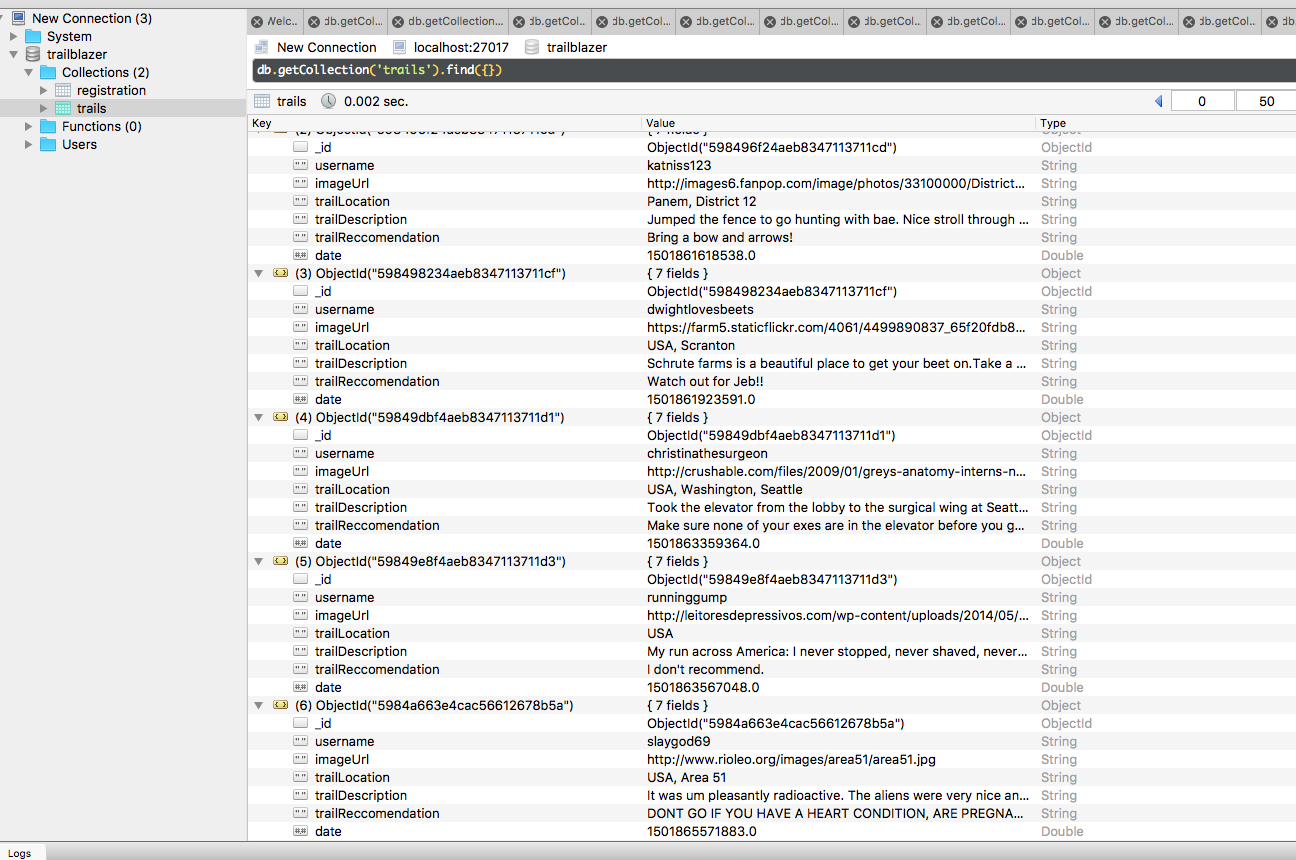 New Connection (3)
System
trailblazer
Collections (2)
registration
trails
Functions (0)
Users
Welc... db.getCol... db.getCollection... db.getCol... db.getCol... db.getCol... db.getCol... db.getCol... db.getCol... db.getCol... db.getCol... db.getCol... db
New Connection localhost:27017 trailblazer
db.getCollection('trails').find({})
trails 0.002 sec. 0 50
Key Value Type
{ 7 fields } Object
_id ObjectId("598496f24aeb8347113711cd") ObjectId
username katniss123 String
imageUrl http://images6.fanpop.com/image/photos/33100000/District... String
trailLocation Panem, District 12 String
trailDescription Jumped the fence to go hunting with bae. Nice stroll through ... String
trailReccomendation Bring a bow and arrows! String
date 1501861618538.0 Double
(3) ObjectId("598498234aeb8347113711cf") { 7 fields } Object
_id ObjectId("598498234aeb8347113711cf") ObjectId
username dwightlovesbeets String
imageUrl https://farm5.staticflickr.com/4061/4499890837_65f20fdb8... String
trailLocation USA, Scranton String
trailDescription Schrute farms is a beautiful place to get your beet on.Take a ... String
trailReccomendation Watch out for Jeb!! String
date 1501861923591.0 Double
(4) ObjectId("59849dbf4aeb8347113711d1") { 7 fields } Object
_id ObjectId("59849dbf4aeb8347113711d1") ObjectId
username christinathesurgeon String
imageUrl http://crushable.com/files/2009/01/greys-anatomy-interns-n... String
trailLocation USA, Washington, Seattle String
trailDescription Took the elevator from the lobby to the surgical wing at Seatt... String
trailReccomendation Make sure none of your exes are in the elevator before you g... String
date 1501863359364.0 Double
(5) ObjectId("59849e8f4aeb8347113711d3") { 7 fields } Object
_id ObjectId("59849e8f4aeb8347113711d3") ObjectId
username runninggump String
imageUrl http://leitoresdepressivos.com/wp-content/uploads/2014/05/... String
trailLocation USA String
trailDescription My run across America: I never stopped, never shaved, never... String
trailReccomendation I don't recommend. String
date 1501863567048.0 Double
(6) ObjectId("5984a663e4cac56612678b5a") { 7 fields } Object
_id ObjectId("5984a663e4cac56612678b5a") ObjectId
username slaygod69 String
imageUrl http://www.rioleo.org/images/area51/area51.jpg String
trailLocation USA, Area 51 String
trailDescription It was um pleasantly radioactive. The aliens were very nice an... String
trailReccomendation DONT GO IF YOU HAVE A HEART CONDITION, ARE PREGNA... String
date 1501865571883.0 Double
Logs